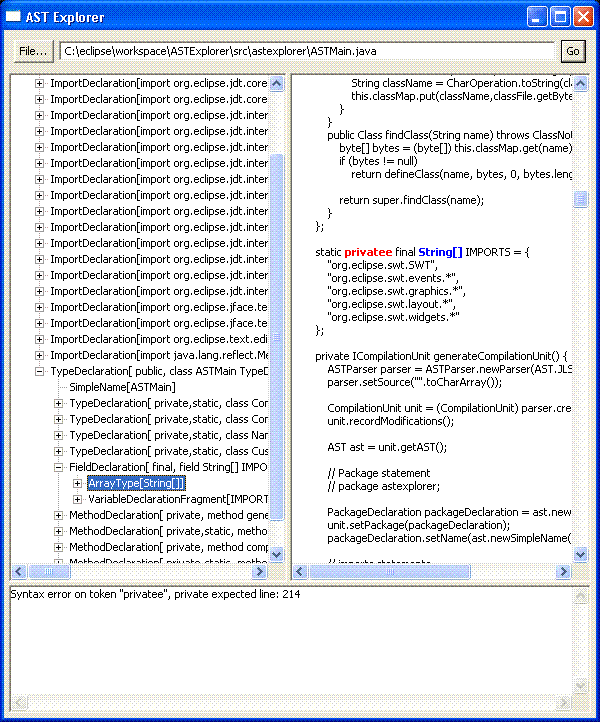 AST Explorer
File...
C:\eclipse\workspace\ASTExplorer\src\astexplorer\ASTMain.java
Go
ImportDeclaration[import org.eclipse.jdt.core
ImportDeclaration[import org.eclipse.jdt.core
ImportDeclaration[import org.eclipse.jdt.inter
ImportDeclaration[import org.eclipse.jdt.inter
ImportDeclaration[import org.eclipse.jdt.inter
ImportDeclaration[import org.eclipse.jdt.inter
ImportDeclaration[import org.eclipse.jdt.inter
ImportDeclaration[import org.eclipse.jdt.inter
ImportDeclaration[import org.eclipse.jdt.inter
ImportDeclaration[import org.eclipse.jdt.inter
ImportDeclaration[import org.eclipse.jdt.inter
ImportDeclaration[import org.eclipse.jdt.inter
ImportDeclaration[import org.eclipse.jdt.inter
ImportDeclaration[import org.eclipse.jdt.inter
ImportDeclaration[import org.eclipse.jface.te
ImportDeclaration[import org.eclipse.jface.te
ImportDeclaration[import org.eclipse.text.edi
ImportDeclaration[import java.lang.reflect.Me
TypeDeclaration[ public, class ASTMain TypeD
SimpleName[ASTMain]
TypeDeclaration[ private,static, class Con
TypeDeclaration[ private,static, class Con
TypeDeclaration[ private,static, class Nam
TypeDeclaration[ private,static, class Cus
FieldDeclaration[ final, field String[] IMPO
ArrayType[String[]]
VariableDeclarationFragment[IMPORT
MethodDeclaration[ private, method gene
MethodDeclaration[ private,static, method
MethodDeclaration[ private, method comp
MethodDeclaration[ private,static, method
String className = CharOperation.toString(cla
this.classMap.put(className,classFile.getByte
}
}
public Class findClass(String name) throws ClassNot
byte[] bytes = (byte[]) this.classMap.get(name)
if (bytes != null)
return defineClass(name, bytes, 0, bytes.leng
return super.findClass(name);
}
};
static privatee final String[] IMPORTS = {
"org.eclipse.swt.SWT",
"org.eclipse.swt.events.*",
"org.eclipse.swt.graphics.*",
"org.eclipse.swt.layout.*",
"org.eclipse.swt.widgets.*"
};
private ICompilationUnit generateCompilationUnit() {
ASTParser parser = ASTParser.newParser(AST.JLS
parser.setSource("".toCharArray());
CompilationUnit unit = (CompilationUnit) parser.cre
unit.recordModifications();
AST ast = unit.getAST();
// Package statement
// package astexplorer;
PackageDeclaration packageDeclaration = ast.new
unit.setPackage(packageDeclaration);
packageDeclaration.setName(ast.newSimpleName(
// imports statements
Syntax error on token "privatee", private expected line: 214